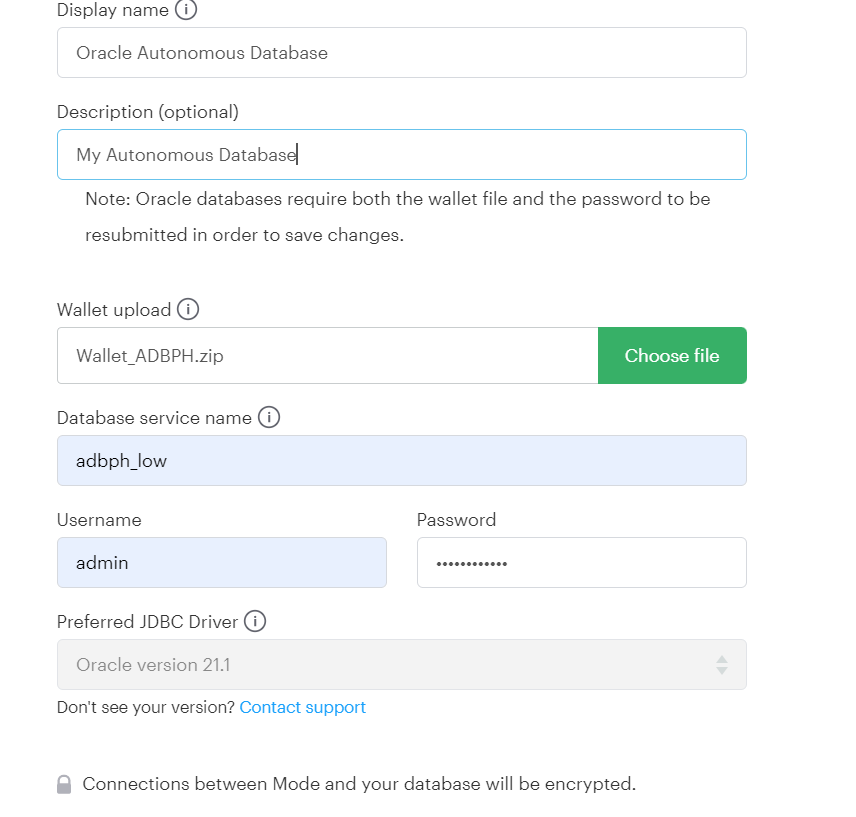 Display name
Oracle Autonomous Database
Description (optional)
My Autonomous Database
Note: Oracle databases require both the wallet file and the password to be
resubmitted in order to save changes.
Wallet upload
Wallet_ADBPH.zip
Choose file
Database service name
adbph_low
Username
Password
admin
••••••••••••
Preferred JDBC Driver
Oracle version 21.1
Don't see your version? Contact support
Connections between Mode and your database will be encrypted.